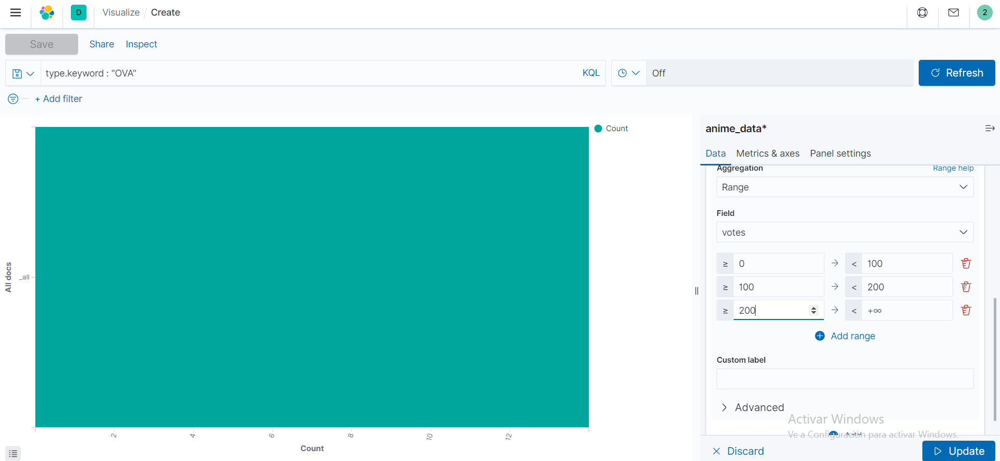 D Visualize / Create 2
Save Share Inspect
type.keyword : "OVA" KQL Off Refresh
+ Add filter
Count
All docs
_all
2 4 6 8 10 12
Count
anime_data*
Data Metrics & axes Panel settings
Aggregation Range help
Range
Field
votes
≥ 0 → < 100
≥ 100 → < 200
≥ 200 → < +∞
Add range
Custom label
Advanced
Activar Windows
Ve a Configuración para activar Windows.
Add
Discard Update